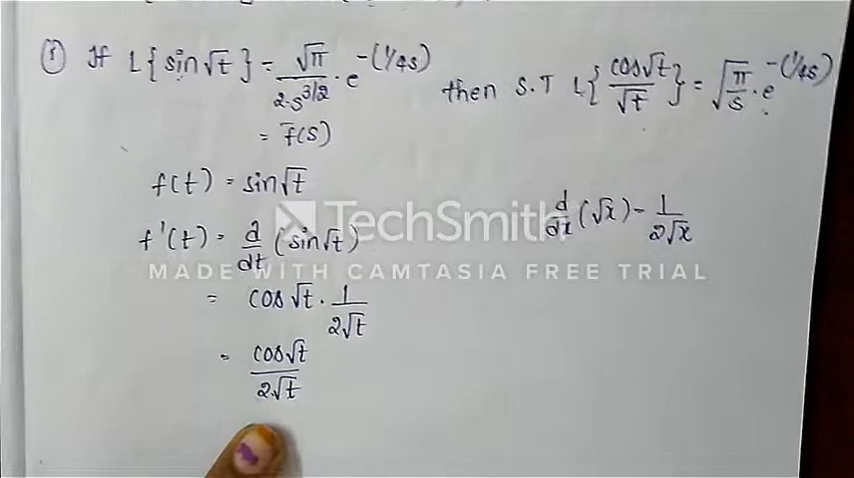 ① If L{sin√t} = √π/(2·s^3/2) · e^-(1/4s) then S.T L{cos√t/√t} = √(π/s) · e^-(1/4s)
= f̄(s)
f(t) = sin√t
f'(t) = d/dt (sin√t)
d/dx (√x) = 1/(2√x)
TechSmith
MADE WITH CAMTASIA FREE TRIAL
= cos√t · 1/(2√t)
= cos√t/(2√t)